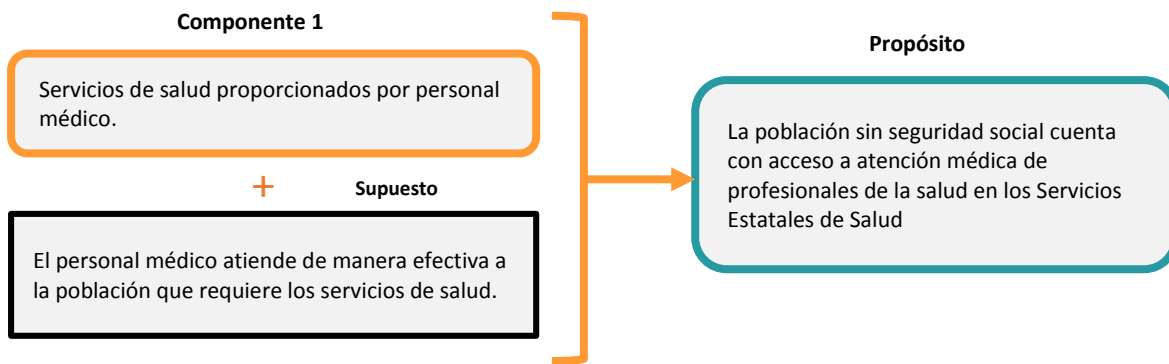 Componente 1
Servicios de salud proporcionados por personal
médico.
+
Supuesto
El personal médico atiende de manera efectiva a
la población que requiere los servicios de salud.
Propósito
La población sin seguridad social cuenta
con acceso a atención médica de
profesionales de la salud en los Servicios
Estatales de Salud